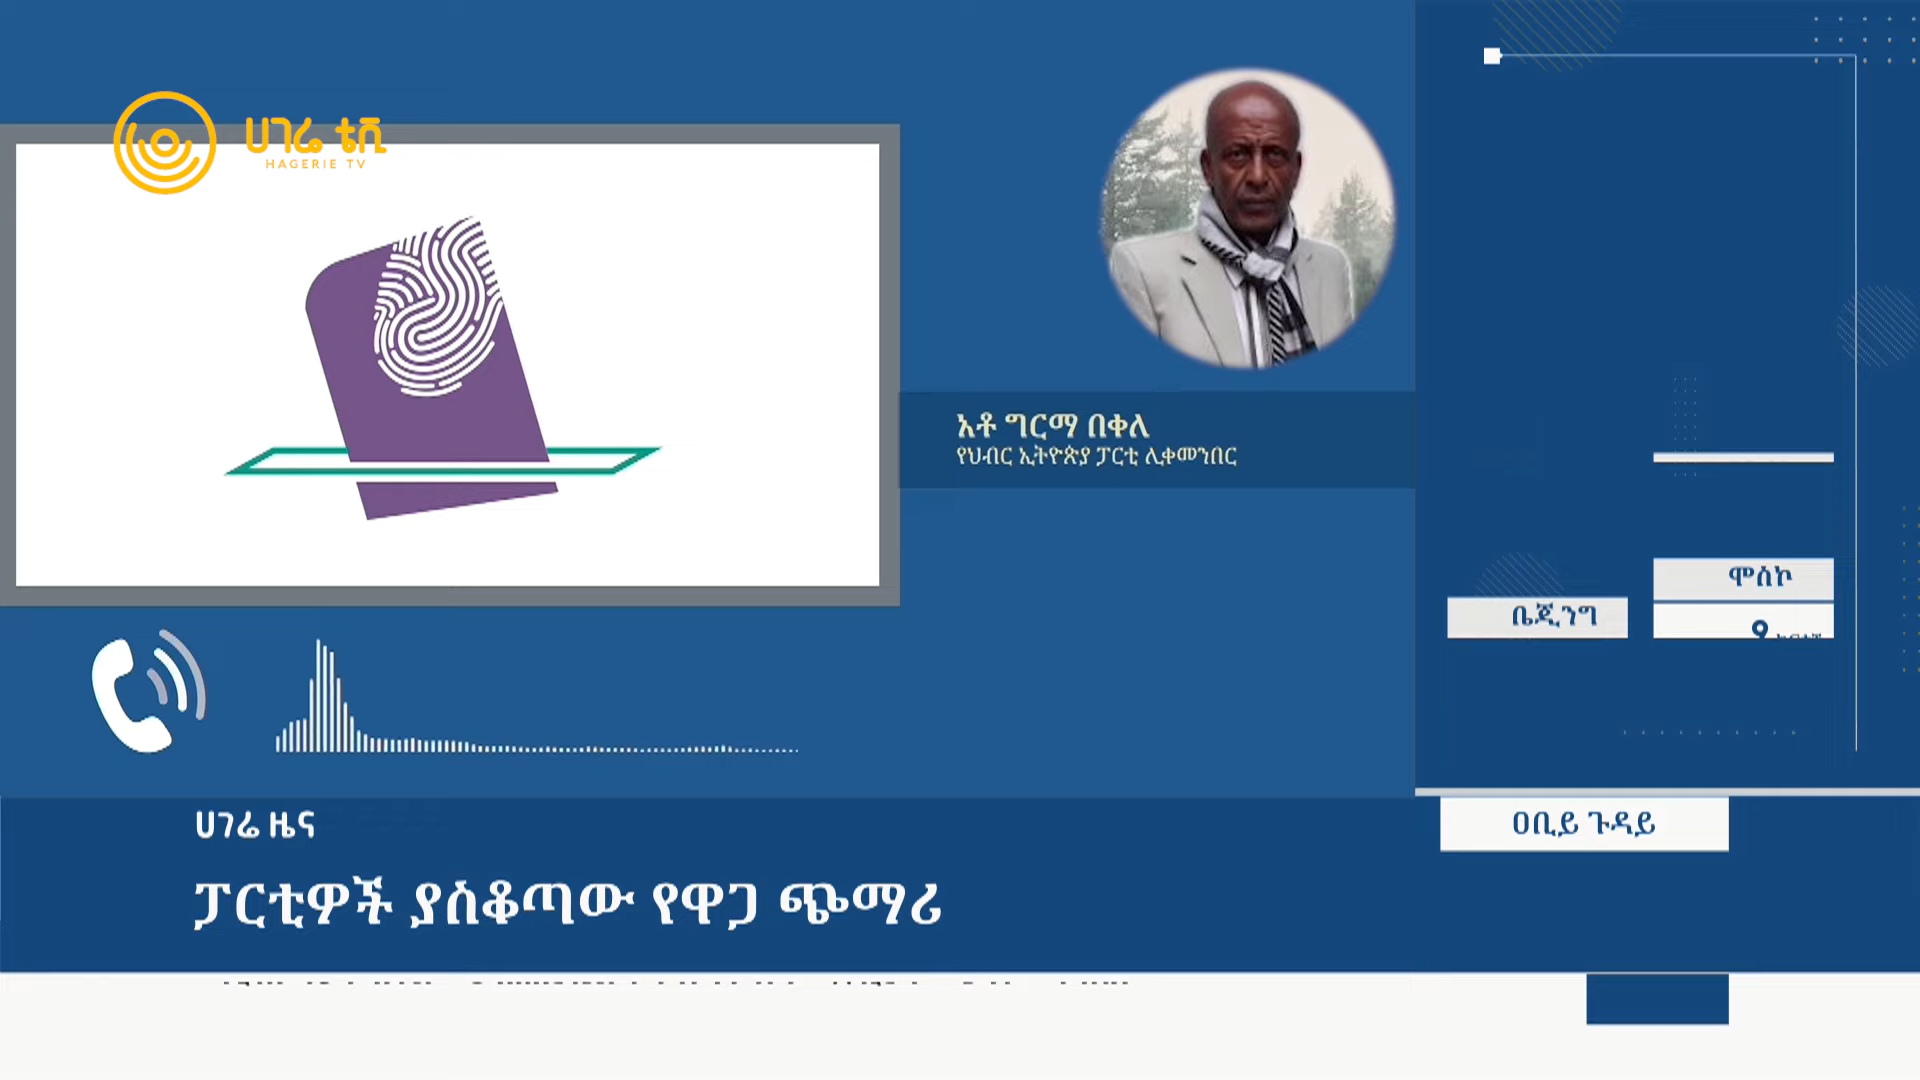 ሀገሬ ቴቪ
HAGERIE TV
አቶ ግርማ በቀለ
የህብር ኢትዮጵያ ፓርቲ ሊቀመንበር
ሞስኮ
ቤጂንግ
ሀገሬ ዜና
ዐቢይ ጉዳይ
ፓርቲዎች ያስቆጣው የዋጋ ጭማሪ